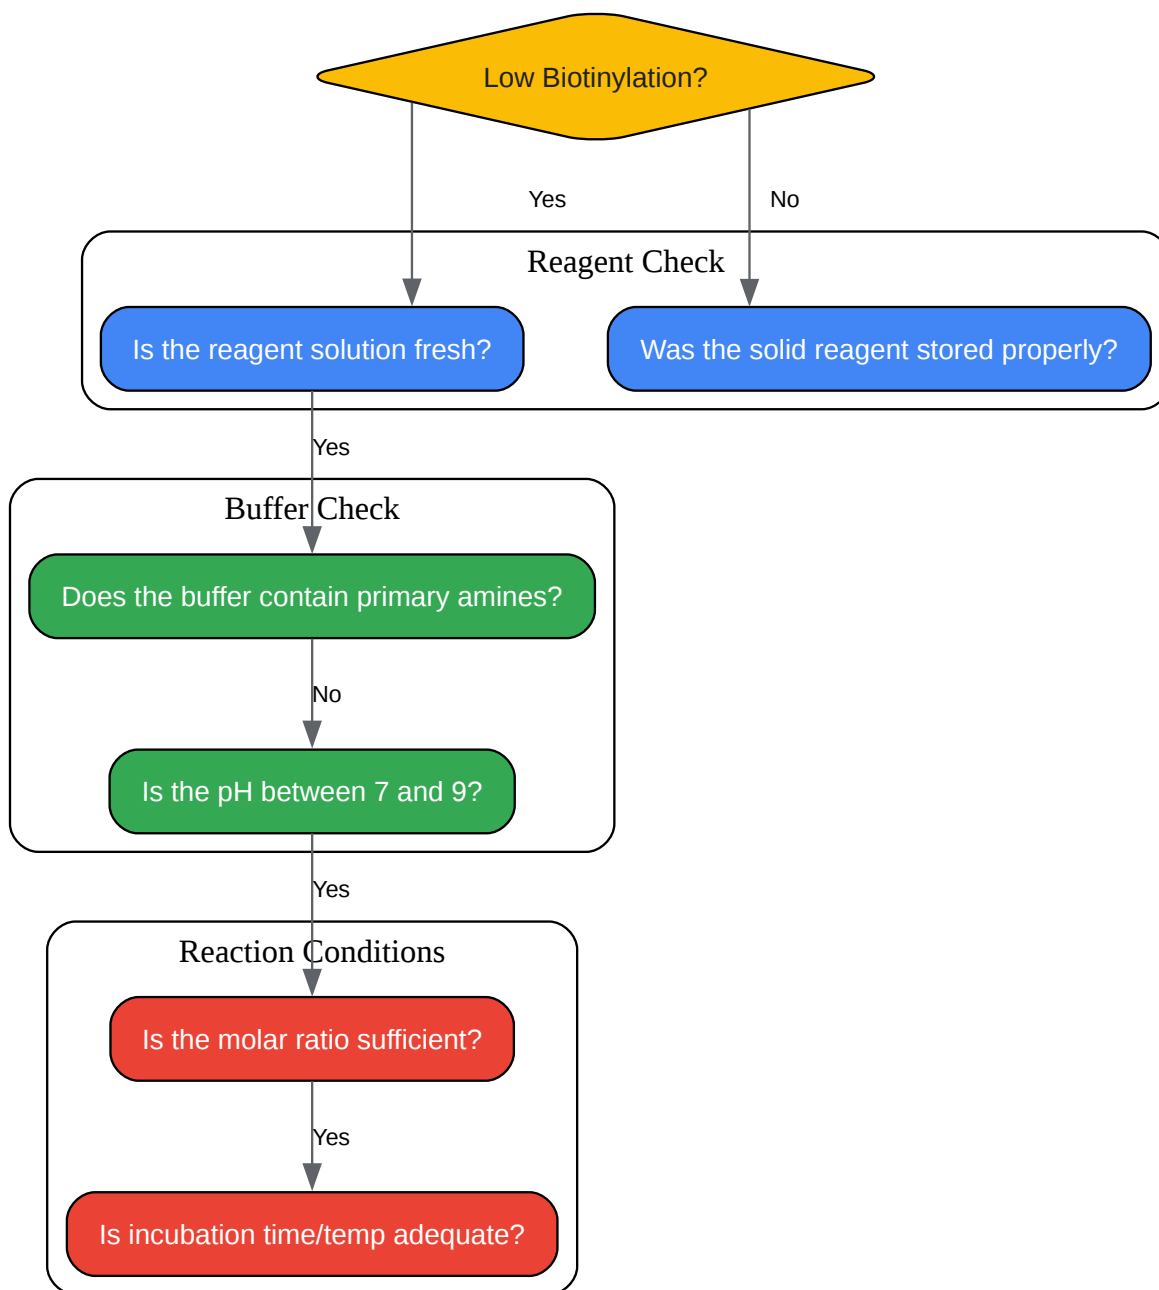 Low Biotinylation?
Yes
No
Reagent Check
Is the reagent solution fresh?
Was the solid reagent stored properly?
Yes
Buffer Check
Does the buffer contain primary amines?
No
Is the pH between 7 and 9?
Yes
Reaction Conditions
Is the molar ratio sufficient?
Yes
Is incubation time/temp adequate?